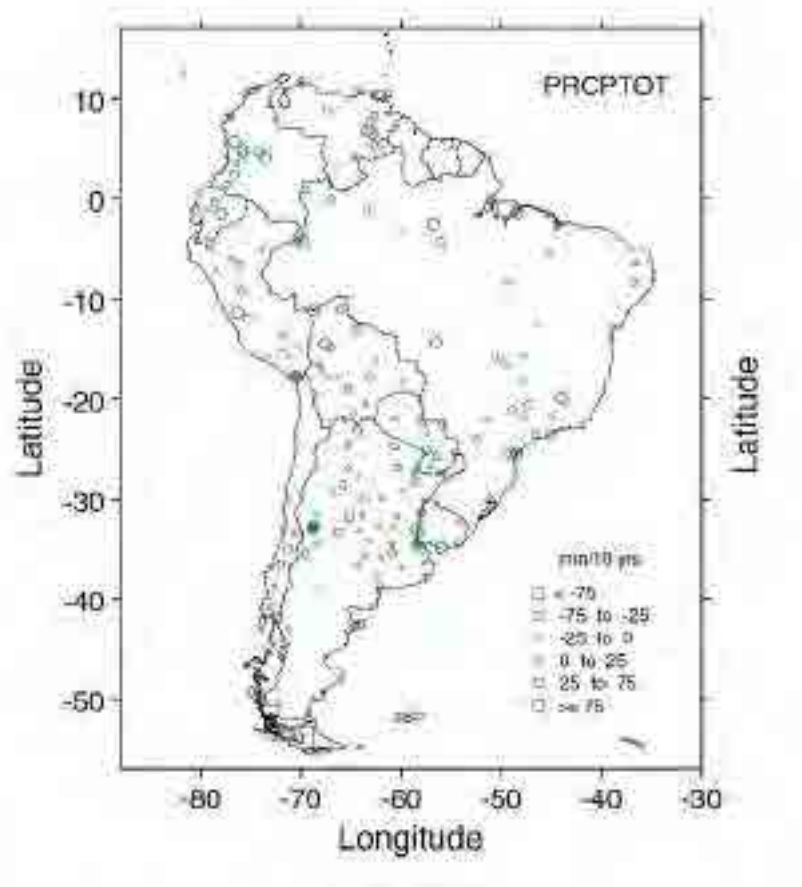 PRCPTOT
10
0
-10
-20
-30
-40
-50
Latitude
Latitude
mm/10 yrs
< -75
-75 to -25
-25 to 0
0 to 25
25 to 75
>= 75
-80 -70 -60 -50 -40 -30
Longitude